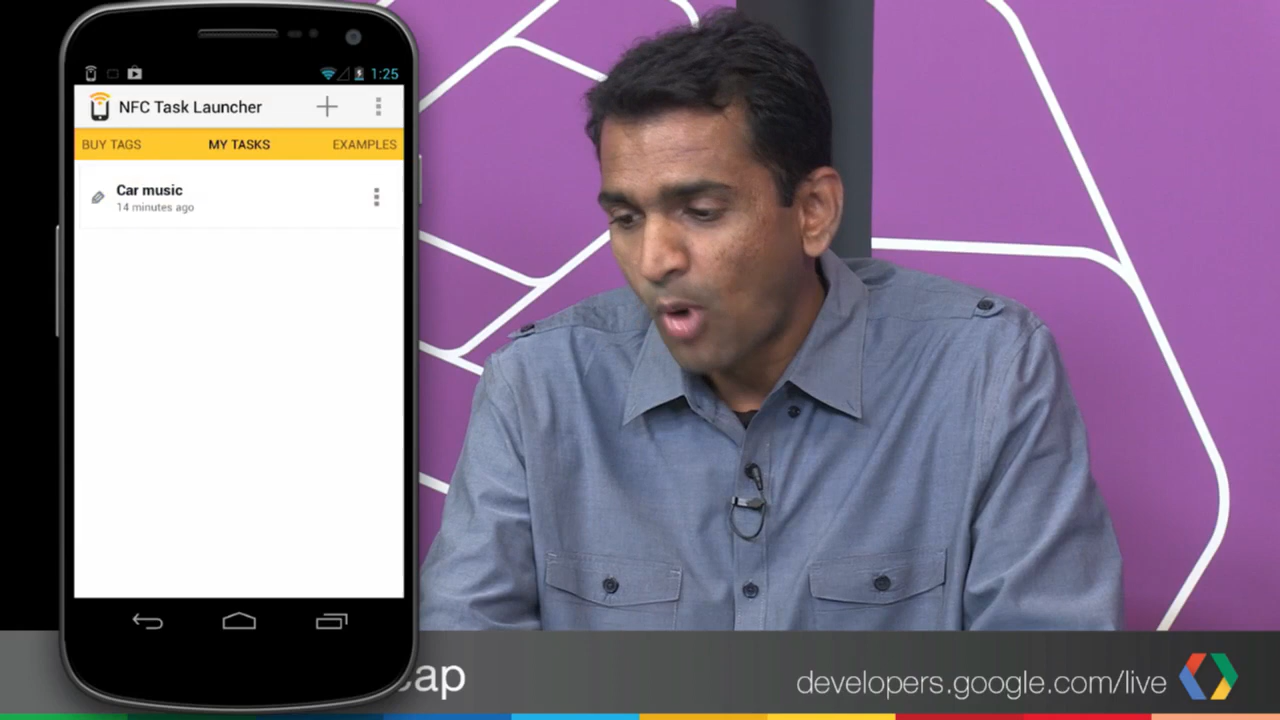 1:25
NFC Task Launcher
BUY TAGS MY TASKS EXAMPLES
Car music
14 minutes ago
developers.google.com/live